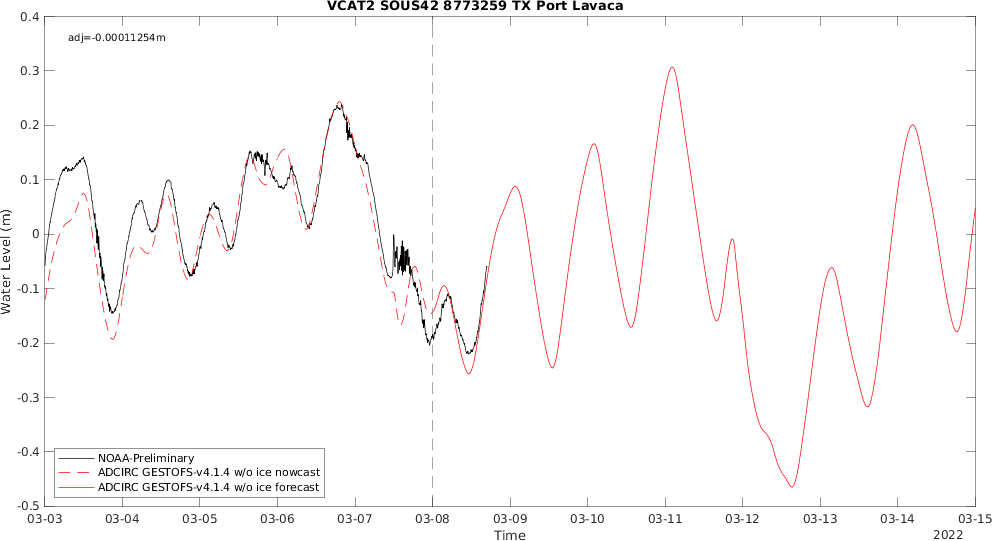 VCAT2 SOUS42 8773259 TX Port Lavaca
adj=-0.00011254m
0.4
0.3
0.2
0.1
0
-0.1
-0.2
-0.3
-0.4
-0.5
Water Level (m)
NOAA-Preliminary
ADCIRC GESTOFS-v4.1.4 w/o ice nowcast
ADCIRC GESTOFS-v4.1.4 w/o ice forecast
03-03 03-04 03-05 03-06 03-07 03-08 03-09 03-10 03-11 03-12 03-13 03-14 03-15
Time
2022